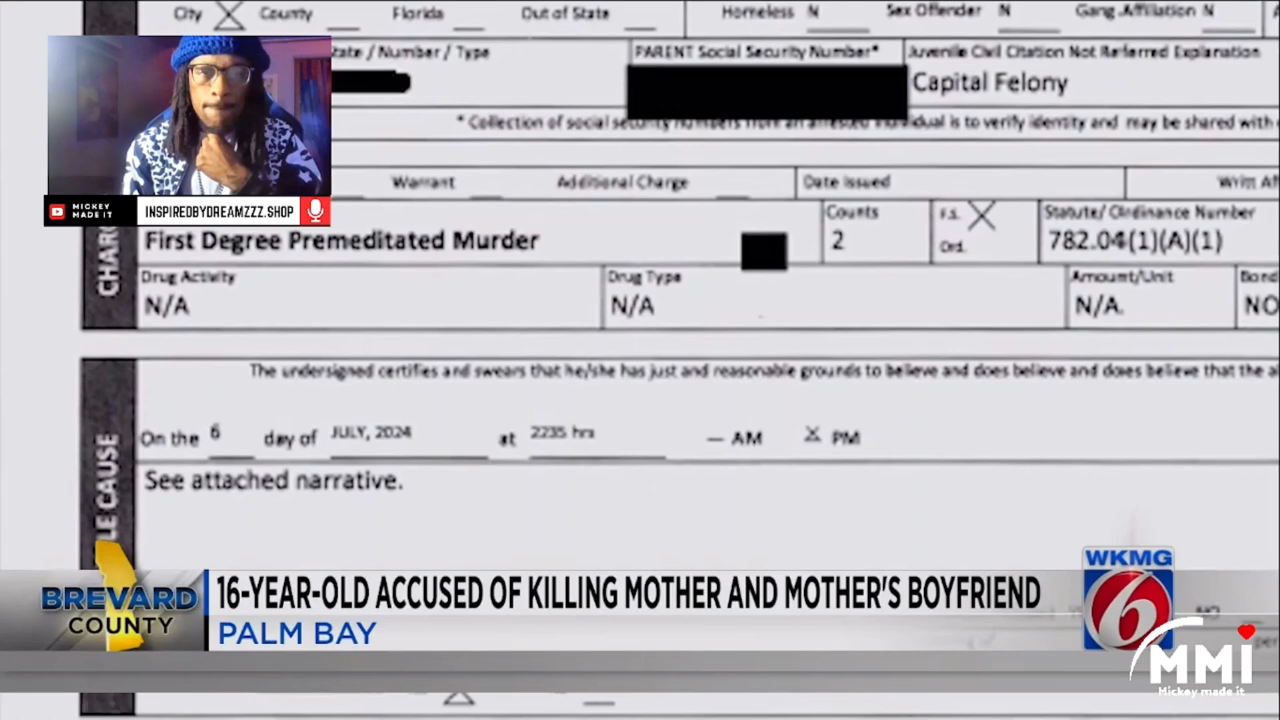 City
County
Florida
Out of State
Homeless N
Sex Offender N
Gang Affiliation N
/ Number / Type
PARENT Social Security Number*
Juvenile Civil Citation Not Referred Explanation
Capital Felony
* Collection of social security numbers from an arrested individual is to verify identity and may be shared with
Warrant
Additional Charge
Date Issued
MICKEY
MADE IT
INSPIREDBYDREAMZZZ.SHOP
First Degree Premeditated Murder
Counts
2
F.S.
Ord.
Statute/ Ordinance Number
782.04(1)(A)(1)
Drug Activity
N/A
Drug Type
N/A
Amount/Unit
N/A.
NO
The undersigned certifies and swears that he/she has just and reasonable grounds to believe and does believe and does believe that the
On the 6 day of JULY, 2024 at 2235 hrs — AM X PM
CAUSE
See attached narrative.
BREVARD
COUNTY
16-YEAR-OLD ACCUSED OF KILLING MOTHER AND MOTHER'S BOYFRIEND
PALM BAY
WKMG
6
NO
MMI
Mickey made it